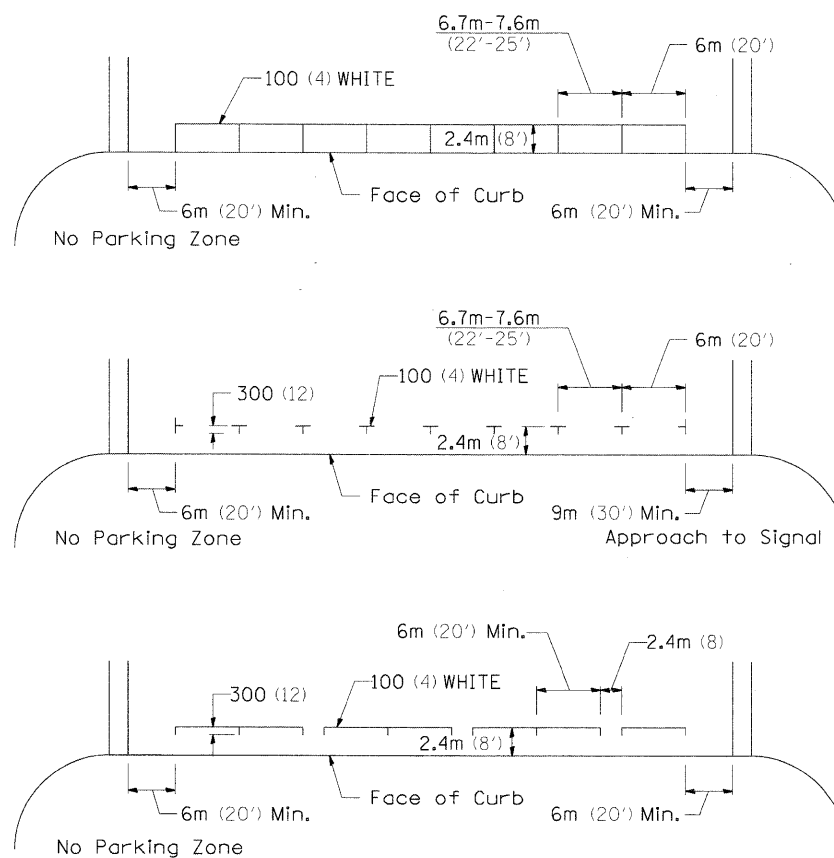 6.7m-7.6m
(22'-25')
6m (20')
100 (4) WHITE
2.4m (8')
Face of Curb
6m (20') Min.
6m (20') Min.
No Parking Zone
6.7m-7.6m
(22'-25')
6m (20')
300 (12)
100 (4) WHITE
2.4m (8')
Face of Curb
6m (20') Min.
9m (30') Min.
No Parking Zone
Approach to Signal
6m (20') Min.
2.4m (8)
300 (12)
100 (4) WHITE
2.4m (8')
Face of Curb
6m (20') Min.
6m (20') Min.
No Parking Zone